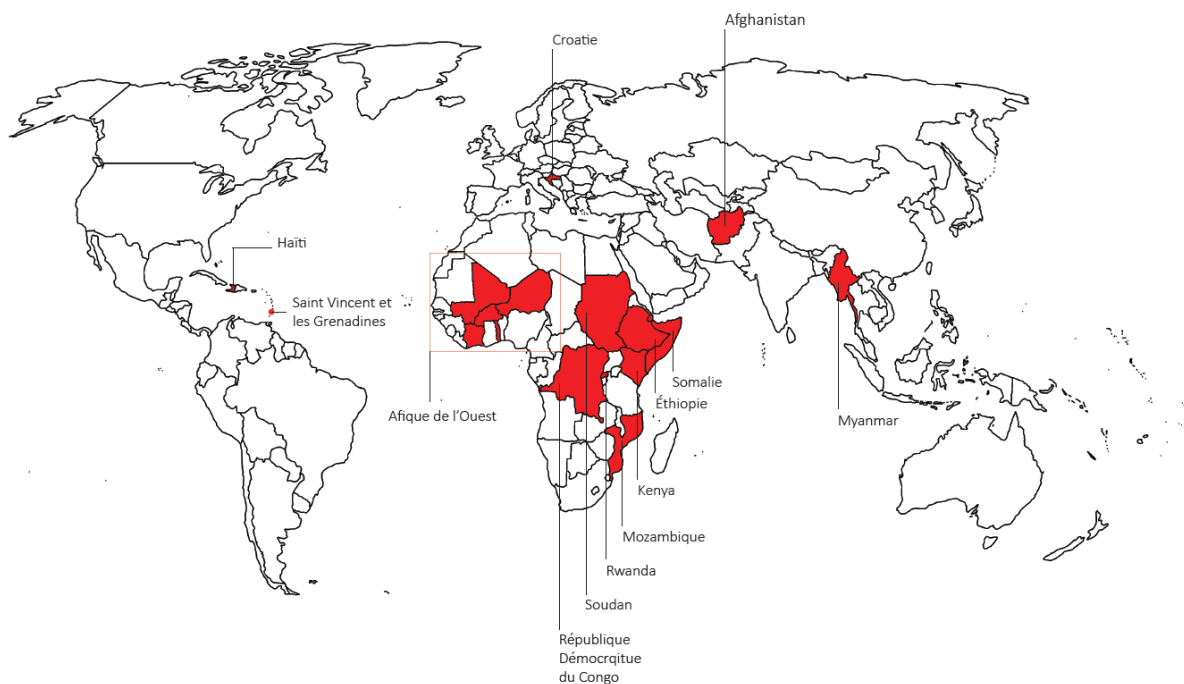 Croatie
Afghanistan
Haïti
Saint Vincent et
les Grenadines
Afique de l'Ouest
Somalie
Éthiopie
Myanmar
Kenya
Mozambique
Rwanda
Soudan
République
Démocrqitue
du Congo